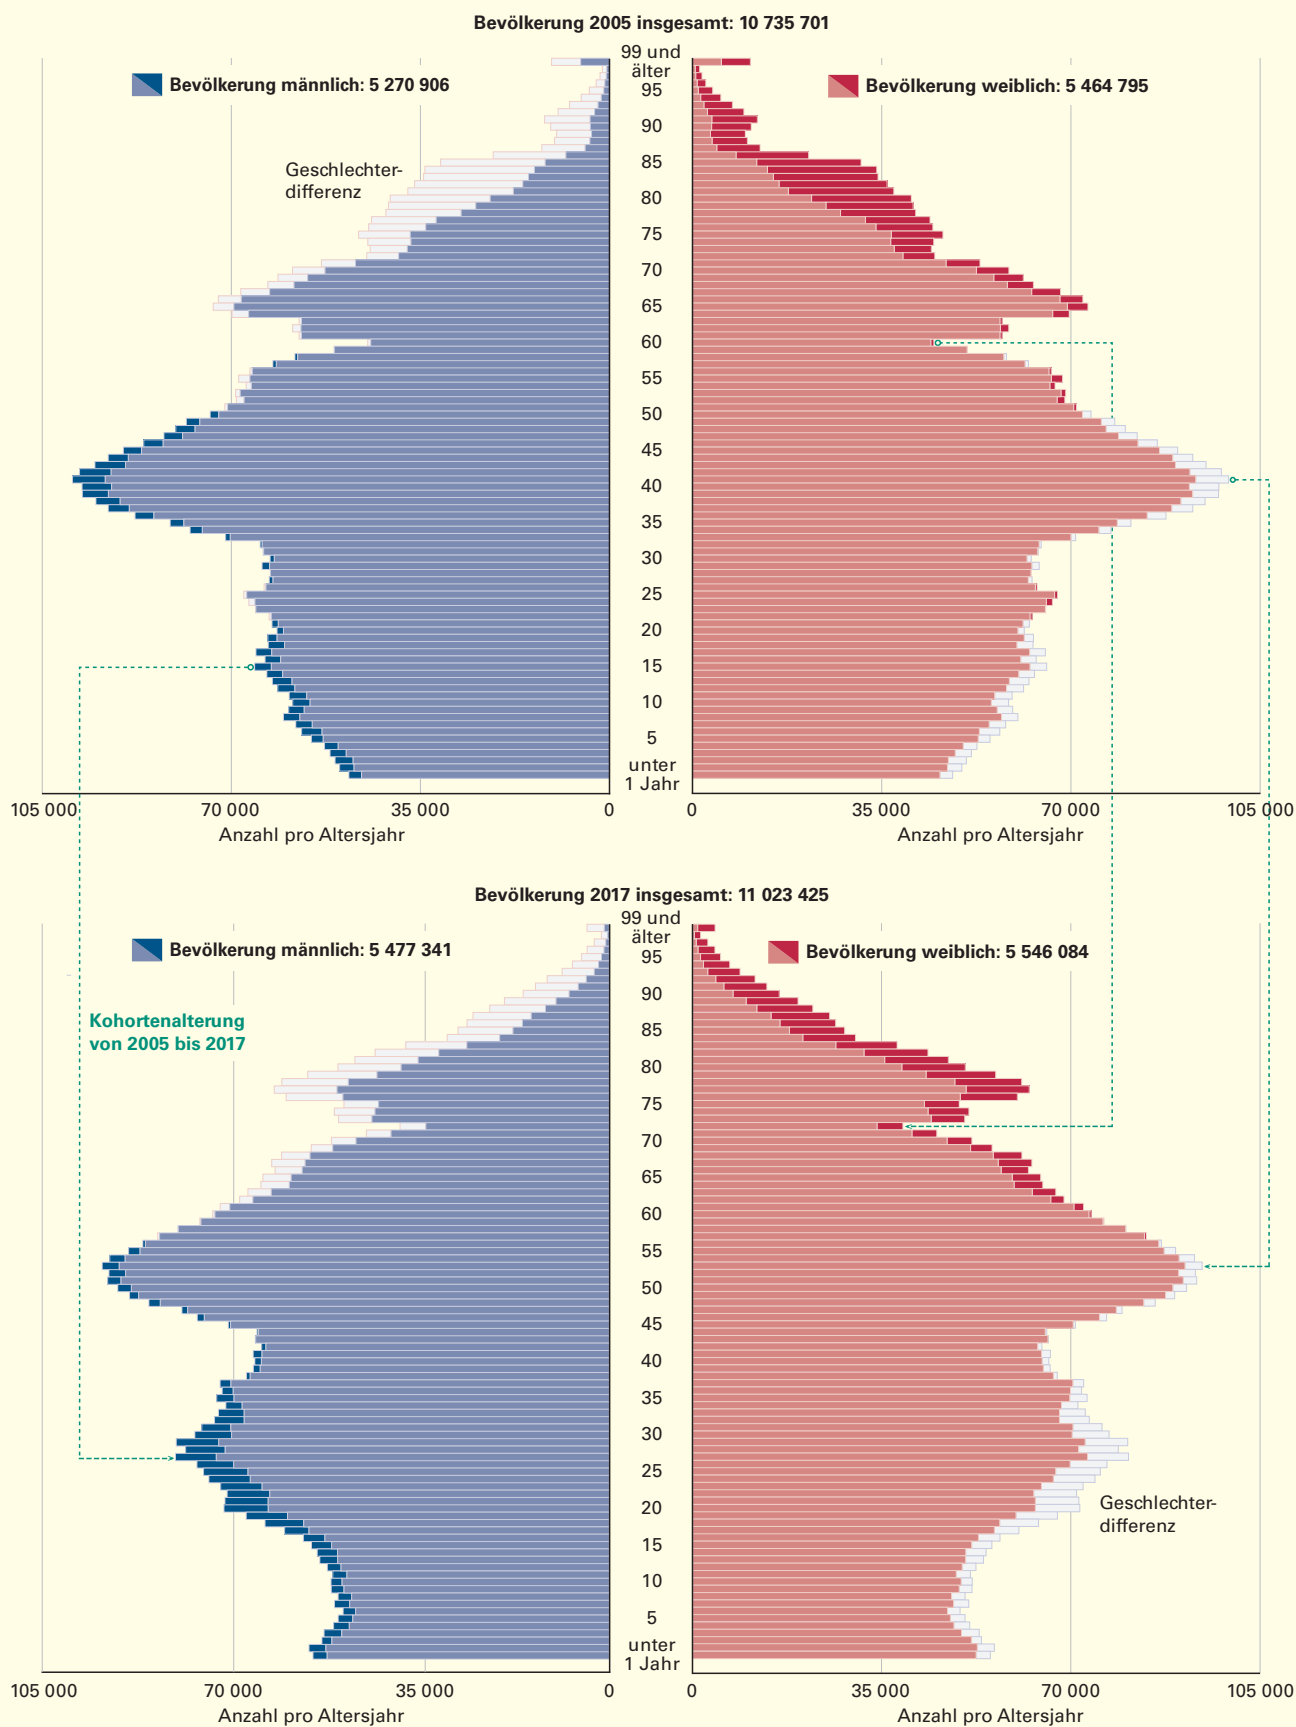 Bevölkerung 2005 insgesamt: 10 735 701
99 und
älter
Bevölkerung männlich: 5 270 906
Bevölkerung weiblich: 5 464 795
95
90
Geschlechter-
differenz
85
80
75
70
65
60
55
50
45
40
35
30
25
20
15
10
5
unter
1 Jahr
105 000 70 000 35 000 0 0 35 000 70 000 105 000
Anzahl pro Altersjahr Anzahl pro Altersjahr
Bevölkerung 2017 insgesamt: 11 023 425
99 und
älter
Bevölkerung männlich: 5 477 341
Bevölkerung weiblich: 5 546 084
95
90
Kohortenalterung
von 2005 bis 2017
85
80
75
70
65
60
55
50
45
40
35
30
25
20
Geschlechter-
differenz
15
10
5
unter
1 Jahr
105 000 70 000 35 000 0 0 35 000 70 000 105 000
Anzahl pro Altersjahr Anzahl pro Altersjahr